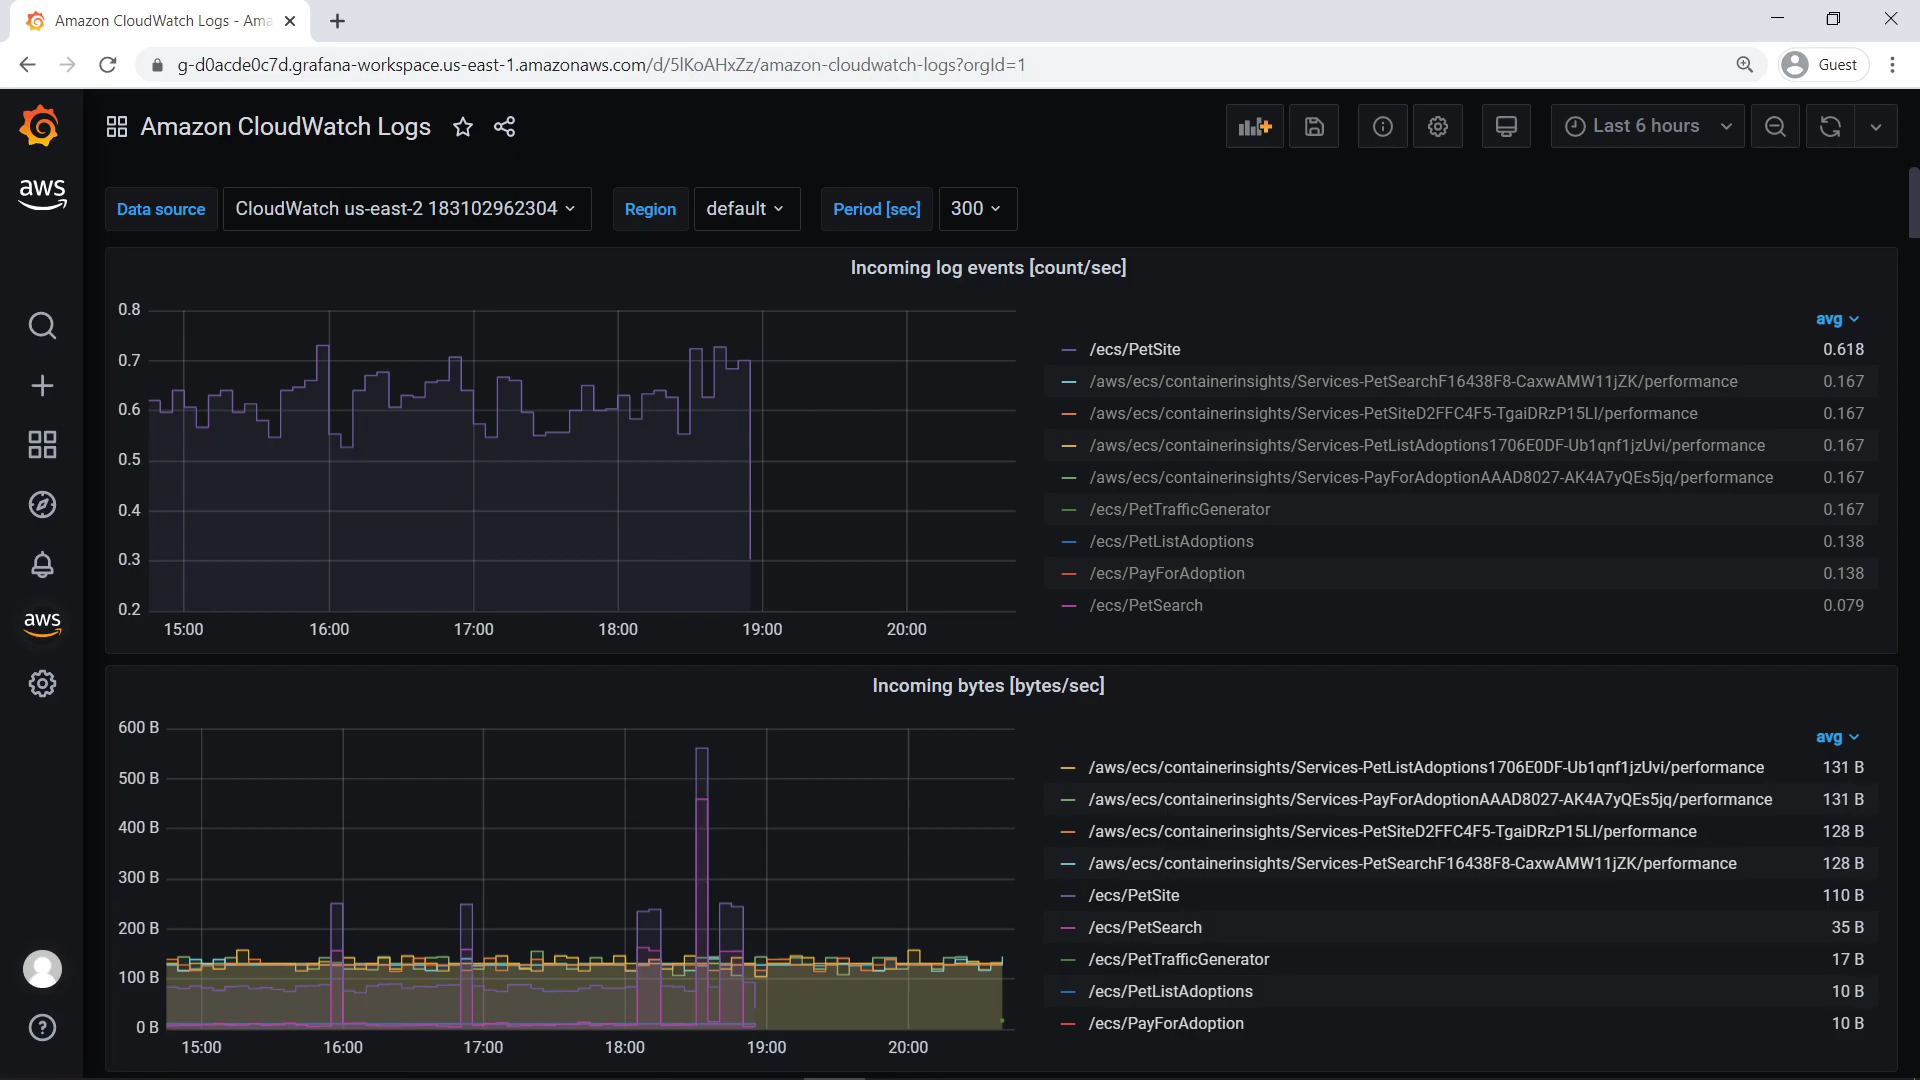 Amazon CloudWatch Logs - Ama
g-d0acde0c7d.grafana-workspace.us-east-1.amazonaws.com/d/5lKoAHxZz/amazon-cloudwatch-logs?orgId=1
Guest
Amazon CloudWatch Logs
Last 6 hours
aws
Data source
CloudWatch us-east-2 183102962304
Region
default
Period [sec]
300
Incoming log events [count/sec]
0.8
0.7
0.6
0.5
0.4
0.3
0.2
15:00
16:00
17:00
18:00
19:00
20:00
avg
/ecs/PetSite 0.618
/aws/ecs/containerinsights/Services-PetSearchF16438F8-CaxwAMW11jZK/performance 0.167
/aws/ecs/containerinsights/Services-PetSiteD2FFC4F5-TgaiDRzP15LI/performance 0.167
/aws/ecs/containerinsights/Services-PetListAdoptions1706E0DF-Ub1qnf1jzUvi/performance 0.167
/aws/ecs/containerinsights/Services-PayForAdoptionAAAD8027-AK4A7yQEs5jq/performance 0.167
/ecs/PetTrafficGenerator 0.167
/ecs/PetListAdoptions 0.138
/ecs/PayForAdoption 0.138
/ecs/PetSearch 0.079
aws
Incoming bytes [bytes/sec]
600 B
500 B
400 B
300 B
200 B
100 B
0 B
15:00
16:00
17:00
18:00
19:00
20:00
avg
/aws/ecs/containerinsights/Services-PetListAdoptions1706E0DF-Ub1qnf1jzUvi/performance 131 B
/aws/ecs/containerinsights/Services-PayForAdoptionAAAD8027-AK4A7yQEs5jq/performance 131 B
/aws/ecs/containerinsights/Services-PetSiteD2FFC4F5-TgaiDRzP15LI/performance 128 B
/aws/ecs/containerinsights/Services-PetSearchF16438F8-CaxwAMW11jZK/performance 128 B
/ecs/PetSite 110 B
/ecs/PetSearch 35 B
/ecs/PetTrafficGenerator 17 B
/ecs/PetListAdoptions 10 B
/ecs/PayForAdoption 10 B